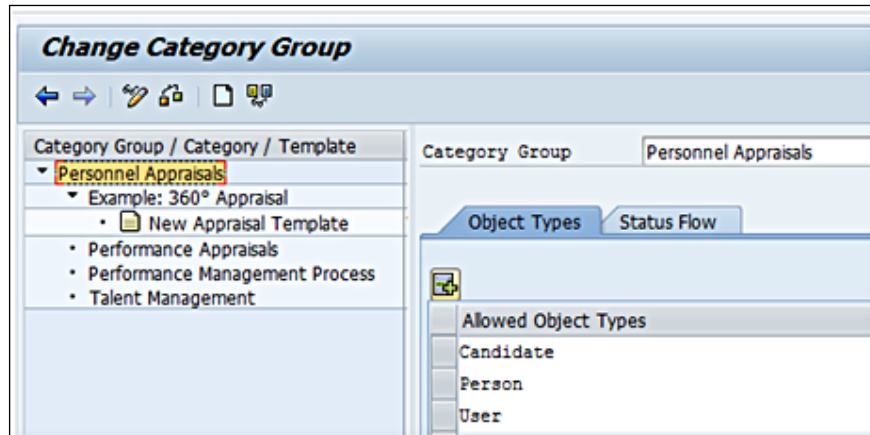 Change Category Group
Category Group / Category / Template
Personnel Appraisals
Example: 360° Appraisal
New Appraisal Template
Performance Appraisals
Performance Management Process
Talent Management
Category Group Personnel Appraisals
Object Types Status Flow
Allowed Object Types
Candidate
Person
User